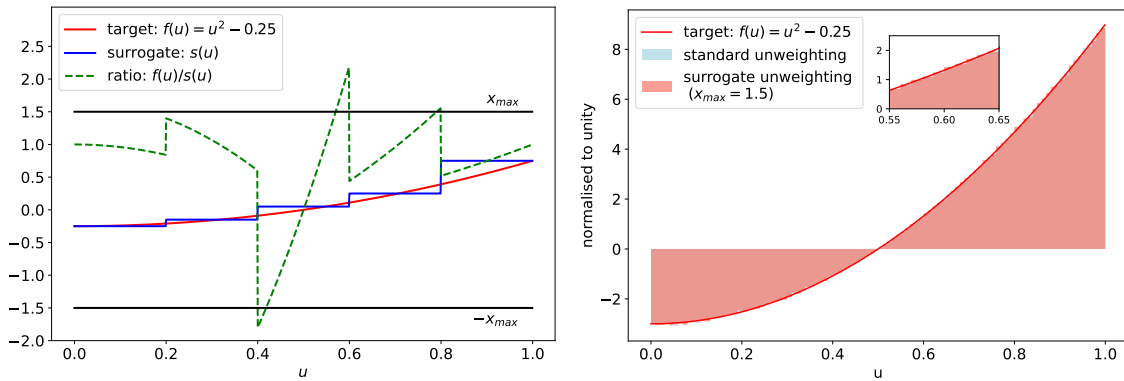 target: f(u) = u² − 0.25
surrogate: s(u)
ratio: f(u)/s(u)
x_max
−x_max
2.5
2.0
1.5
1.0
0.5
0.0
−0.5
−1.0
−1.5
−2.0
0.0 0.2 0.4 0.6 0.8 1.0
u
target: f(u) = u² − 0.25
standard unweighting
surrogate unweighting
(x_max = 1.5)
2
1
0
0.55 0.60 0.65
normalised to unity
8
6
4
2
0
−2
0.0 0.2 0.4 0.6 0.8 1.0
u